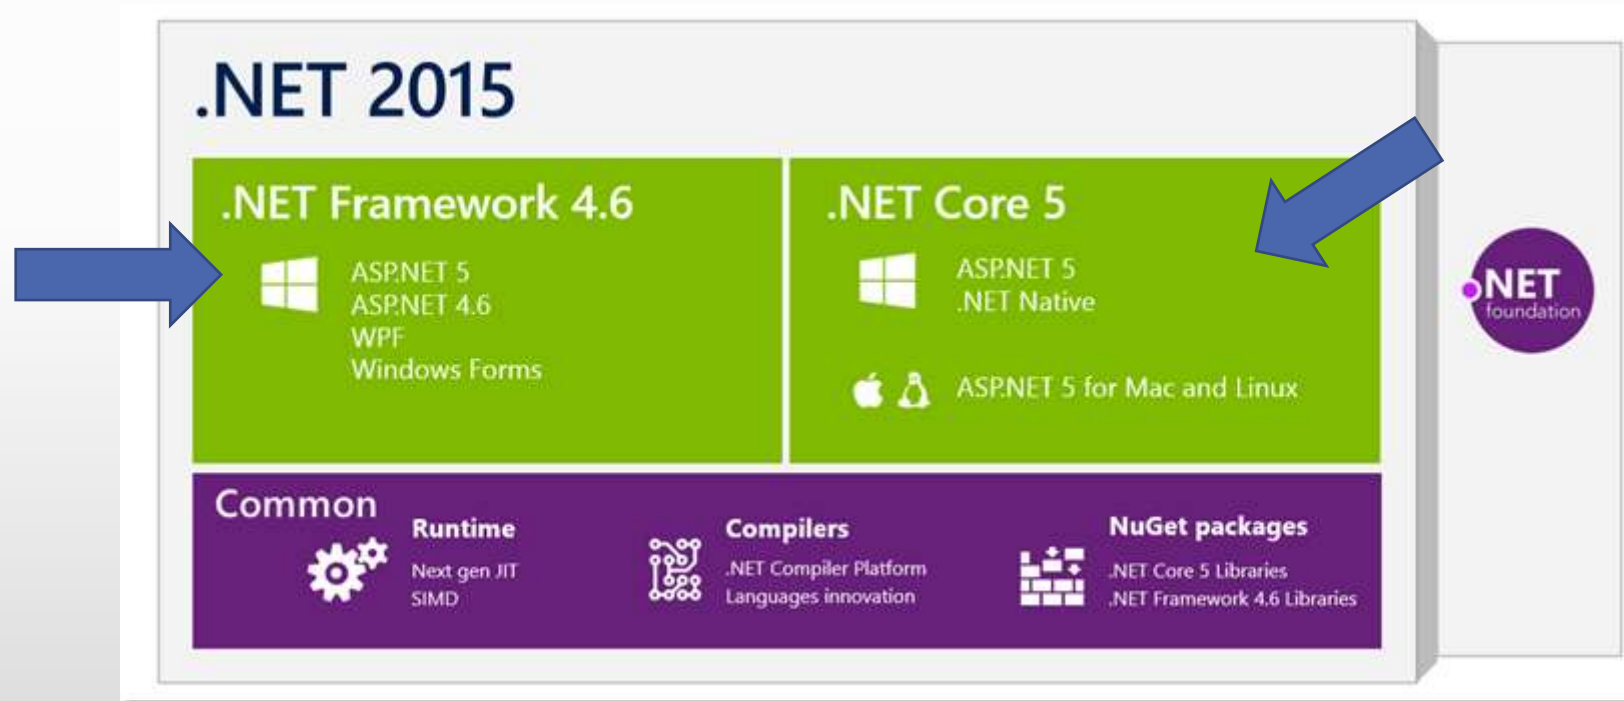 .NET 2015
.NET Framework 4.6
ASP.NET 5
ASP.NET 4.6
WPF
Windows Forms
.NET Core 5
ASP.NET 5
.NET Native
ASP.NET 5 for Mac and Linux
Common
Runtime
Next gen JIT
SIMD
Compilers
.NET Compiler Platform
Languages innovation
NuGet packages
.NET Core 5 Libraries
.NET Framework 4.6 Libraries
.NET
foundation